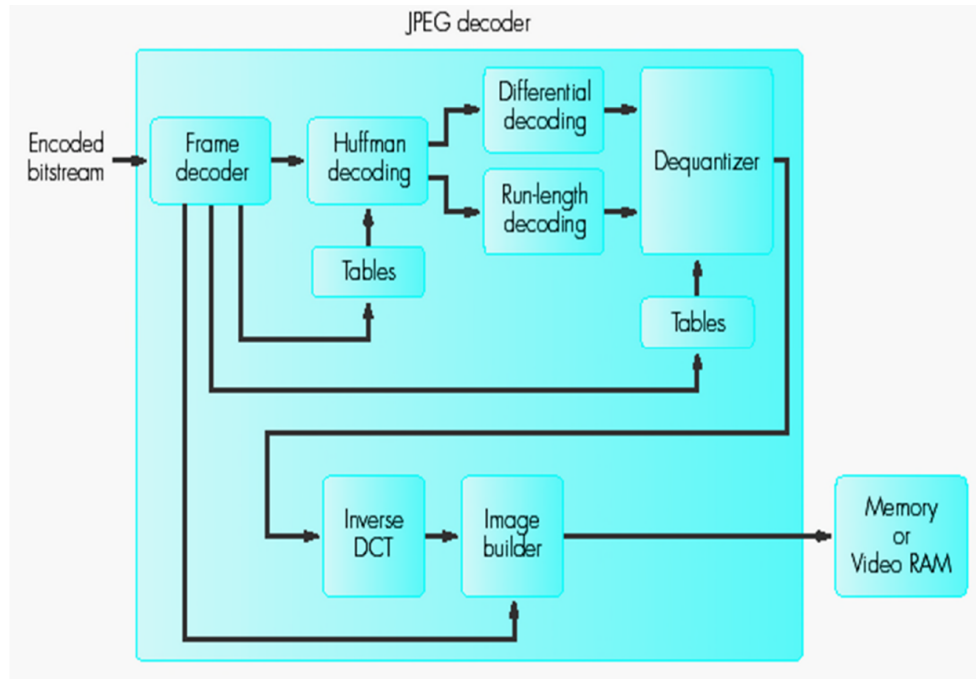 JPEG decoder
Encoded
bitstream
Frame
decoder
Huffman
decoding
Differential
decoding
Run-length
decoding
Dequantizer
Tables
Tables
Inverse
DCT
Image
builder
Memory
or
Video RAM